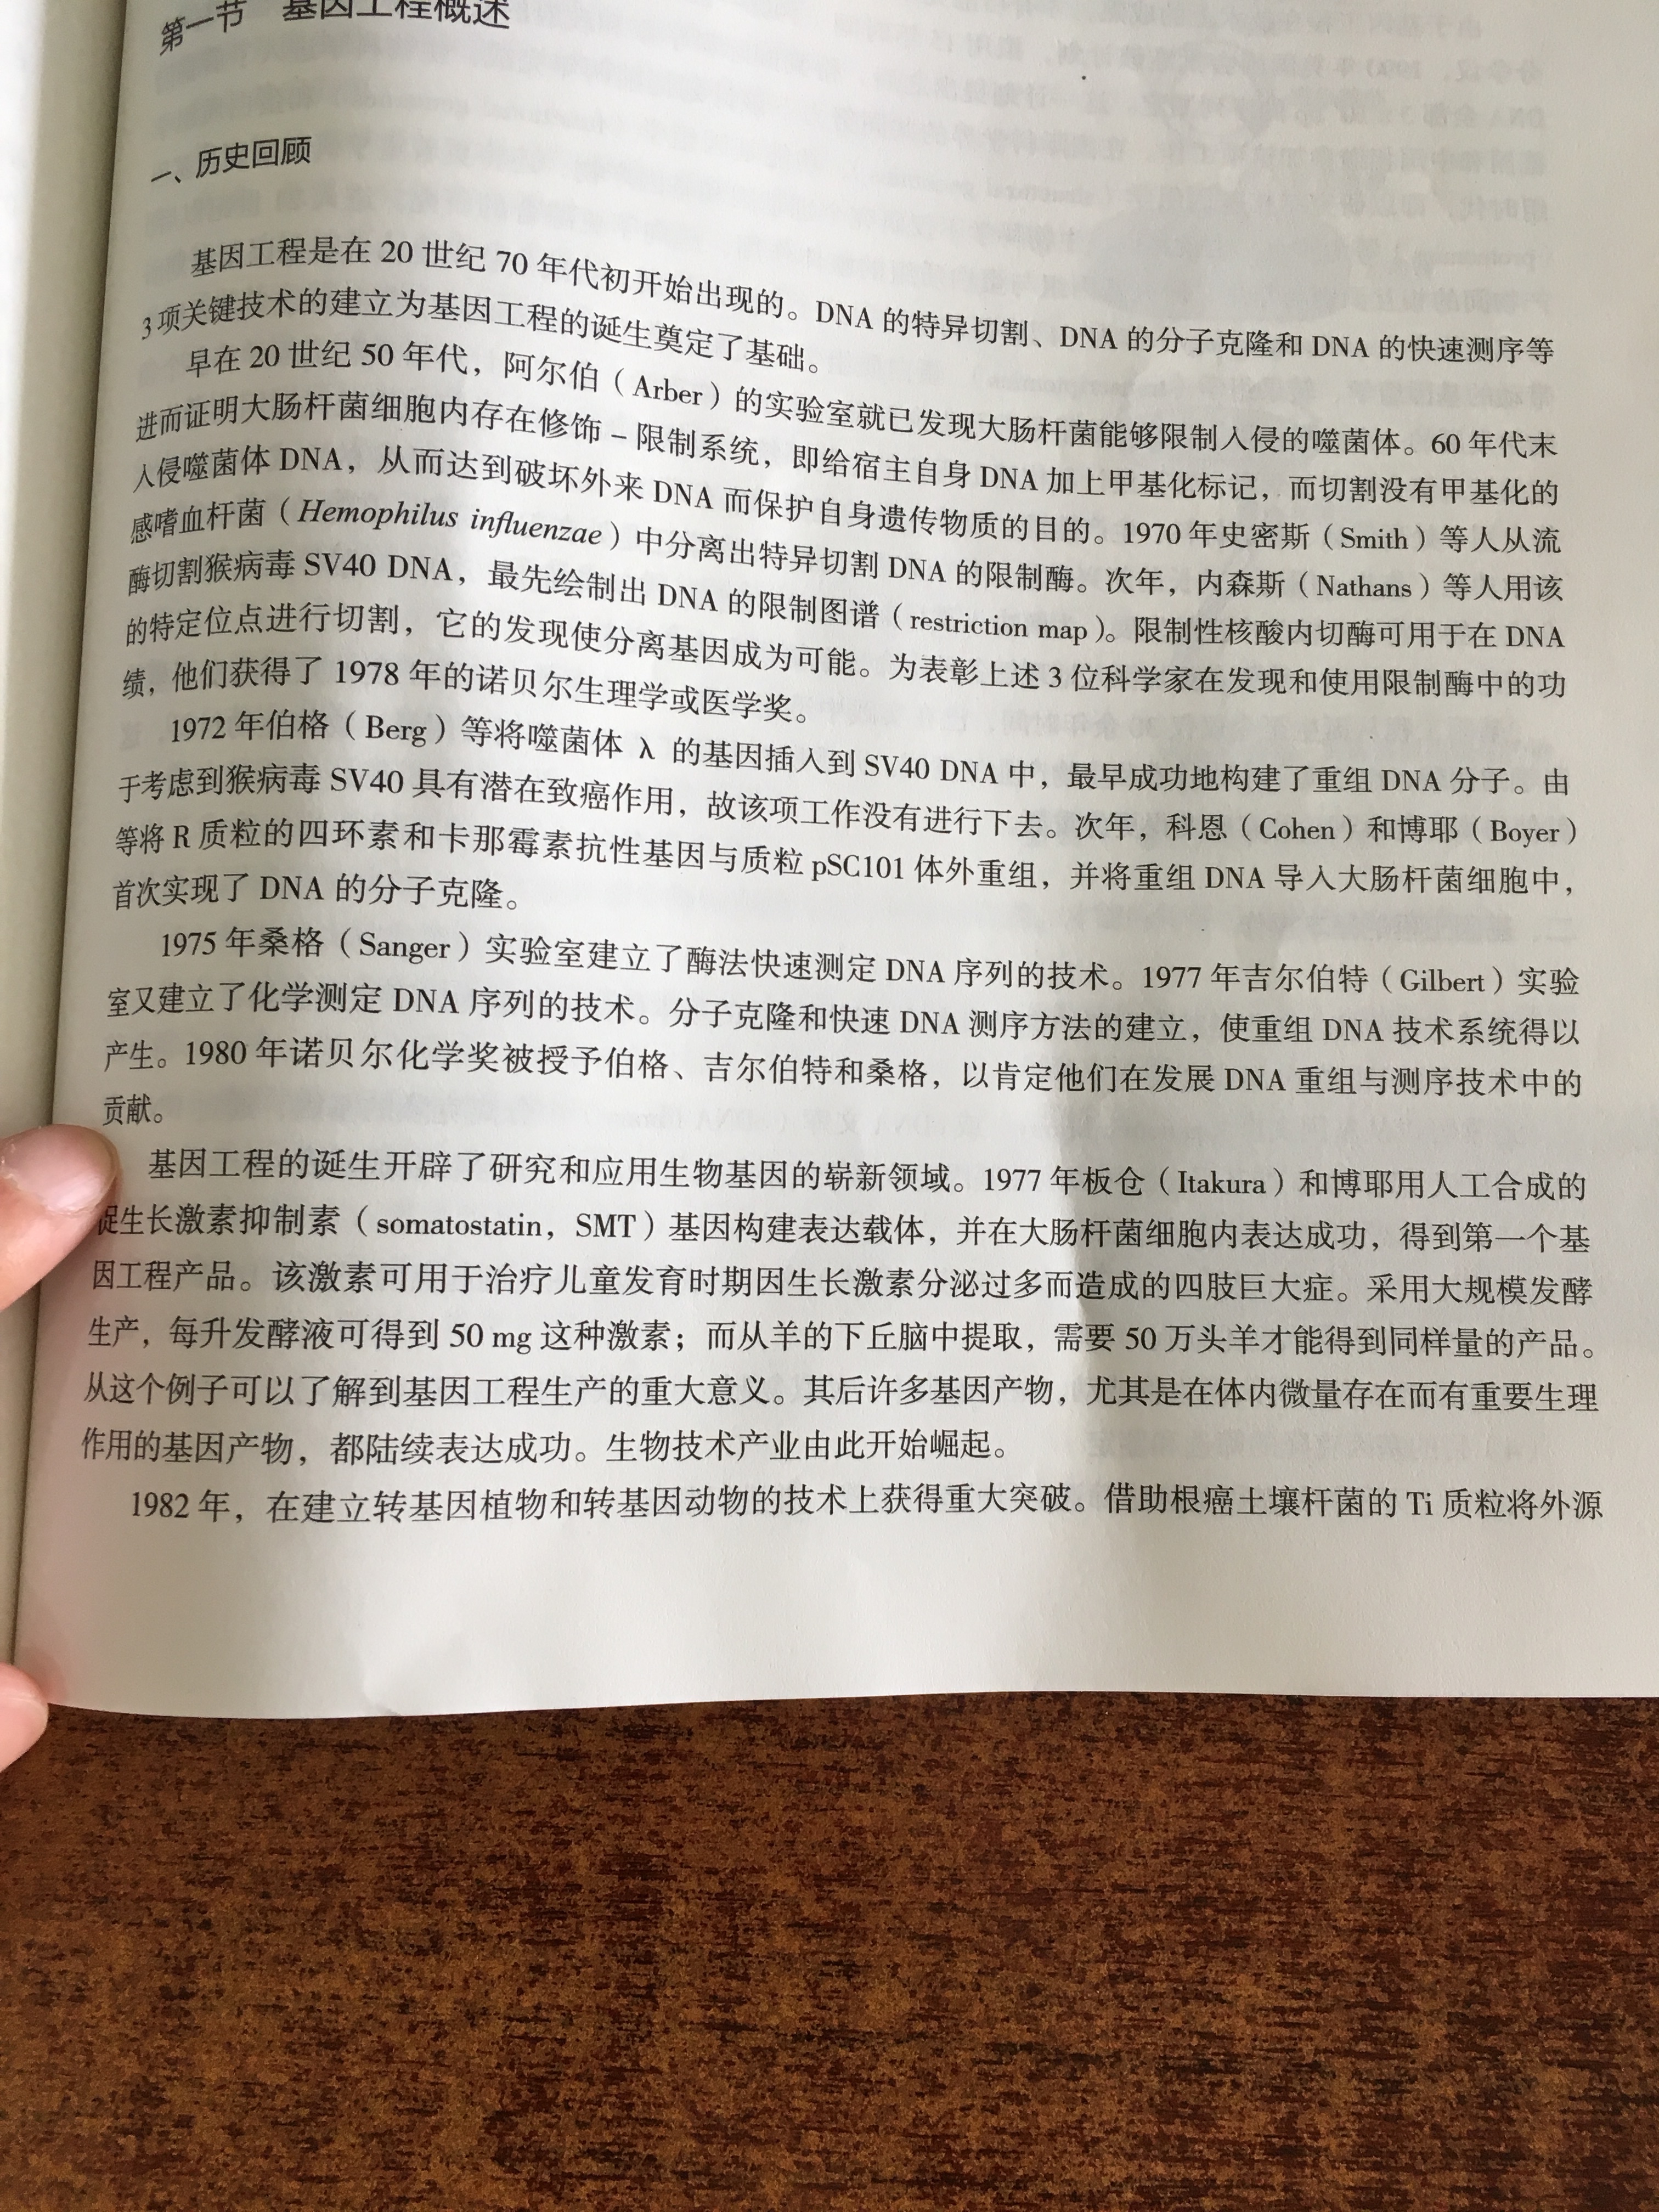 第一节 基因工程概述
一、历史回顾
基因工程是在 20 世纪 70 年代初开始出现的。DNA 的特异切割、DNA 的分子克隆和 DNA 的快速测序等
3 项关键技术的建立为基因工程的诞生奠定了基础。
早在 20 世纪 50 年代，阿尔伯（Arber）的实验室就已发现大肠杆菌能够限制入侵的噬菌体。60 年代末
进而证明大肠杆菌细胞内存在修饰 – 限制系统，即给宿主自身 DNA 加上甲基化标记，而切割没有甲基化的
入侵噬菌体 DNA，从而达到破坏外来 DNA 而保护自身遗传物质的目的。1970 年史密斯（Smith）等人从流
感嗜血杆菌（Hemophilus influenzae）中分离出特异切割 DNA 的限制酶。次年，内森斯（Nathans）等人用该
酶切割猴病毒 SV40 DNA，最先绘制出 DNA 的限制图谱（restriction map）。限制性核酸内切酶可用于在 DNA
的特定位点进行切割，它的发现使分离基因成为可能。为表彰上述 3 位科学家在发现和使用限制酶中的功
绩，他们获得了 1978 年的诺贝尔生理学或医学奖。
1972 年伯格（Berg）等将噬菌体 λ 的基因插入到 SV40 DNA 中，最早成功地构建了重组 DNA 分子。由
于考虑到猴病毒 SV40 具有潜在致癌作用，故该项工作没有进行下去。次年，科恩（Cohen）和博耶（Boyer）
等将 R 质粒的四环素和卡那霉素抗性基因与质粒 pSC101 体外重组，并将重组 DNA 导入大肠杆菌细胞中，
首次实现了 DNA 的分子克隆。
1975 年桑格（Sanger）实验室建立了酶法快速测定 DNA 序列的技术。1977 年吉尔伯特（Gilbert）实验
室又建立了化学测定 DNA 序列的技术。分子克隆和快速 DNA 测序方法的建立，使重组 DNA 技术系统得以
产生。1980 年诺贝尔化学奖被授予伯格、吉尔伯特和桑格，以肯定他们在发展 DNA 重组与测序技术中的
贡献。
基因工程的诞生开辟了研究和应用生物基因的崭新领域。1977 年板仓（Itakura）和博耶用人工合成的
促生长激素抑制素（somatostatin，SMT）基因构建表达载体，并在大肠杆菌细胞内表达成功，得到第一个基
因工程产品。该激素可用于治疗儿童发育时期因生长激素分泌过多而造成的四肢巨大症。采用大规模发酵
生产，每升发酵液可得到 50 mg 这种激素；而从羊的下丘脑中提取，需要 50 万头羊才能得到同样量的产品。
从这个例子可以了解到基因工程生产的重大意义。其后许多基因产物，尤其是在体内微量存在而有重要生理
作用的基因产物，都陆续表达成功。生物技术产业由此开始崛起。
1982 年，在建立转基因植物和转基因动物的技术上获得重大突破。借助根癌土壤杆菌的 Ti 质粒将外源